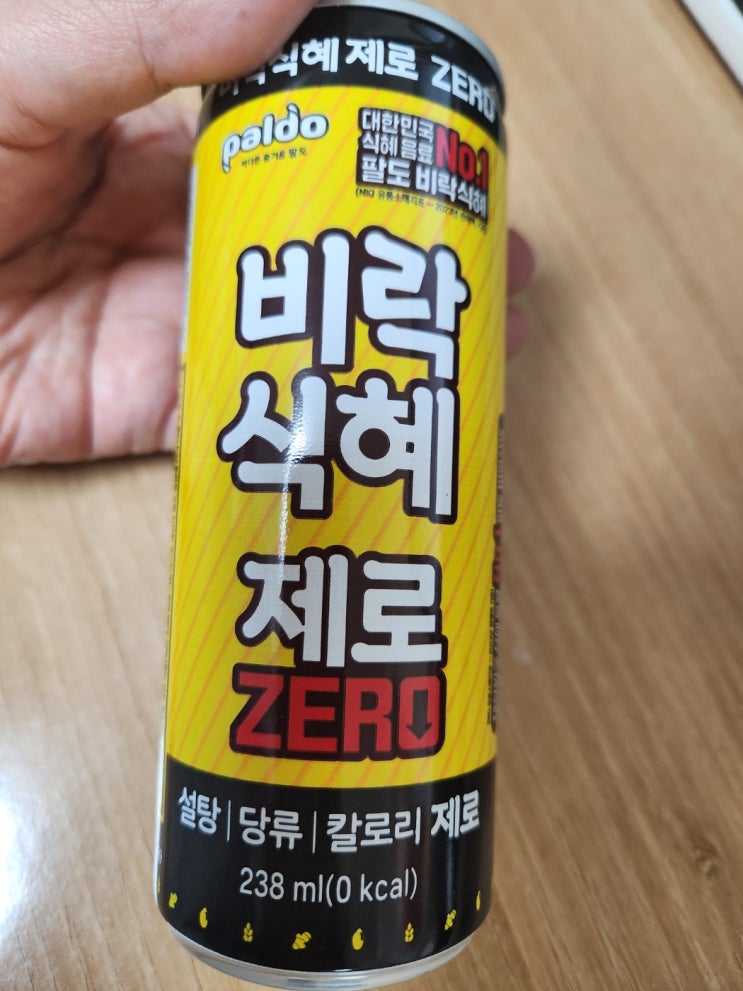 비락식혜 제로 ZERO
paldo
대한민국
식혜 음료 No.1
팔도 비락식혜
비락
식혜
제로
ZERO
설탕 | 당류 | 칼로리 제로
238 ml(0 kcal)